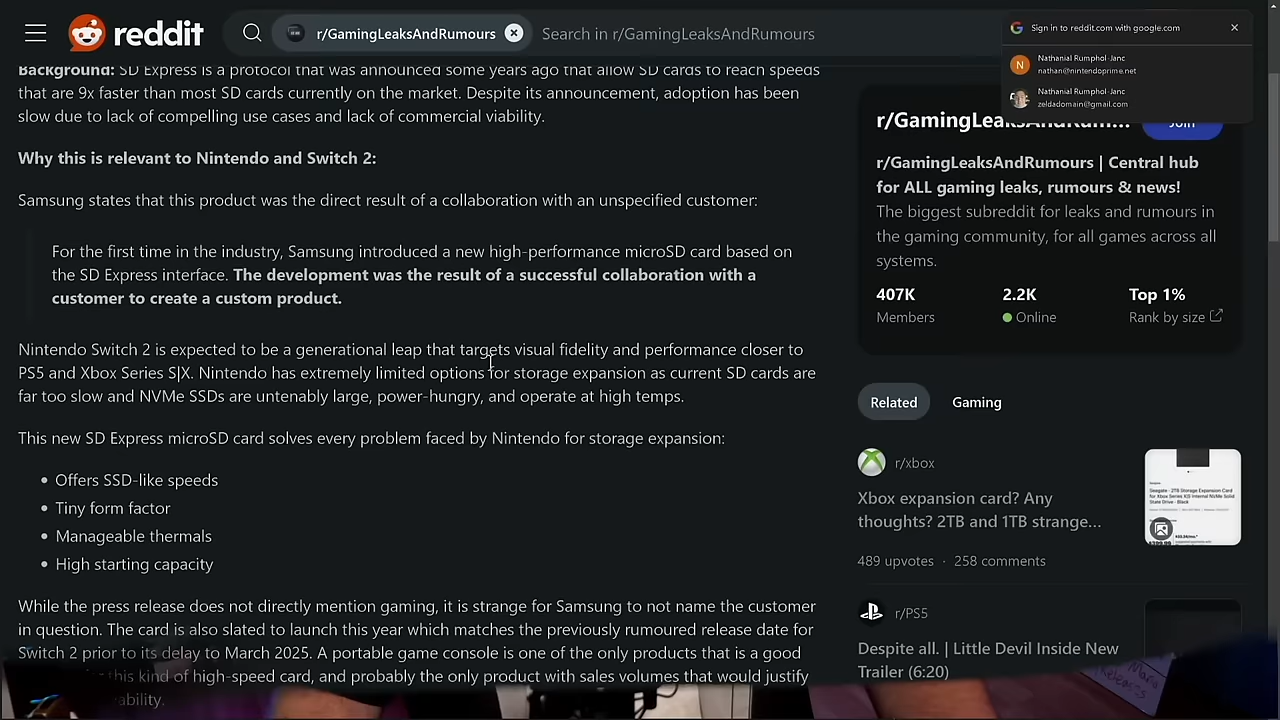 reddit
r/GamingLeaksAndRumours
Search in r/GamingLeaksAndRumours
Sign in to reddit.com with google.com
N
Nathanial Rumphol-Janc
nathan@nintendoprime.net
Nathanial Rumphol-Janc
zeldadomain@gmail.com
Background: SD Express is a protocol that was announced some years ago that allow SD cards to reach speeds
that are 9x faster than most SD cards currently on the market. Despite its announcement, adoption has been
slow due to lack of compelling use cases and lack of commercial viability.
Why this is relevant to Nintendo and Switch 2:
Samsung states that this product was the direct result of a collaboration with an unspecified customer:
For the first time in the industry, Samsung introduced a new high-performance microSD card based on
the SD Express interface. The development was the result of a successful collaboration with a
customer to create a custom product.
Nintendo Switch 2 is expected to be a generational leap that targets visual fidelity and performance closer to
PS5 and Xbox Series S|X. Nintendo has extremely limited options for storage expansion as current SD cards are
far too slow and NVMe SSDs are untenably large, power-hungry, and operate at high temps.
This new SD Express microSD card solves every problem faced by Nintendo for storage expansion:
• Offers SSD-like speeds
• Tiny form factor
• Manageable thermals
• High starting capacity
While the press release does not directly mention gaming, it is strange for Samsung to not name the customer
in question. The card is also slated to launch this year which matches the previously rumoured release date for
Switch 2 prior to its delay to March 2025. A portable game console is one of the only products that is a good
this kind of high-speed card, and probably the only product with sales volumes that would justify
ability.
r/GamingLeaksAndRum...
Join
r/GamingLeaksAndRumours | Central hub
for ALL gaming leaks, rumours & news!
The biggest subreddit for leaks and rumours in
the gaming community, for all games across all
systems.
407K 2.2K Top 1%
Members Online Rank by size
Related Gaming
r/xbox
Xbox expansion card? Any
thoughts? 2TB and 1TB strange...
489 upvotes · 258 comments
r/PS5
Despite all. | Little Devil Inside New
Trailer (6:20)